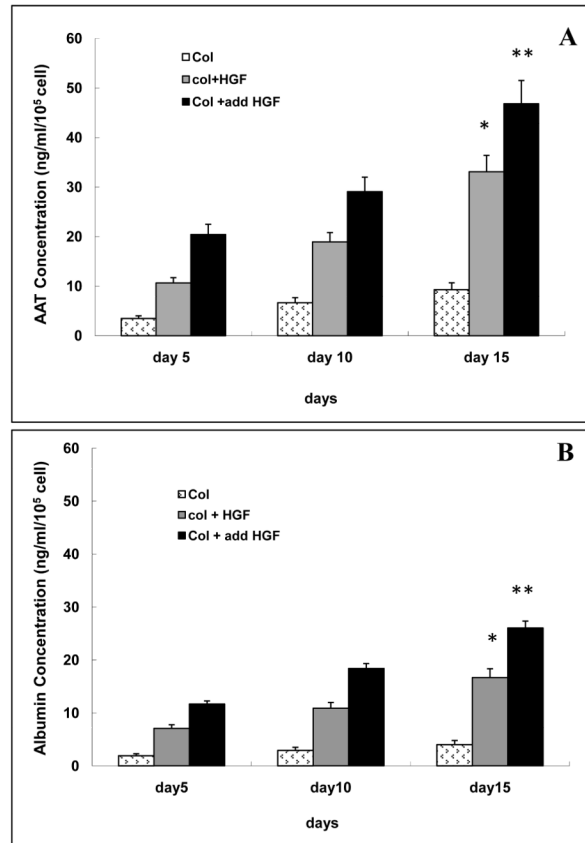 A
60
Col
**
50
col+HGF
Col +add HGF
40
*
30
20
10
0
AAT Concentration (ng/ml/10⁵ cell)
day 5 day 10 day 15
days
B
60
50
Col
col + HGF
40
Col + add HGF
**
30
*
20
10
0
Albumin Concentration (ng/ml/10⁵ cell)
day5 day10 day15
days